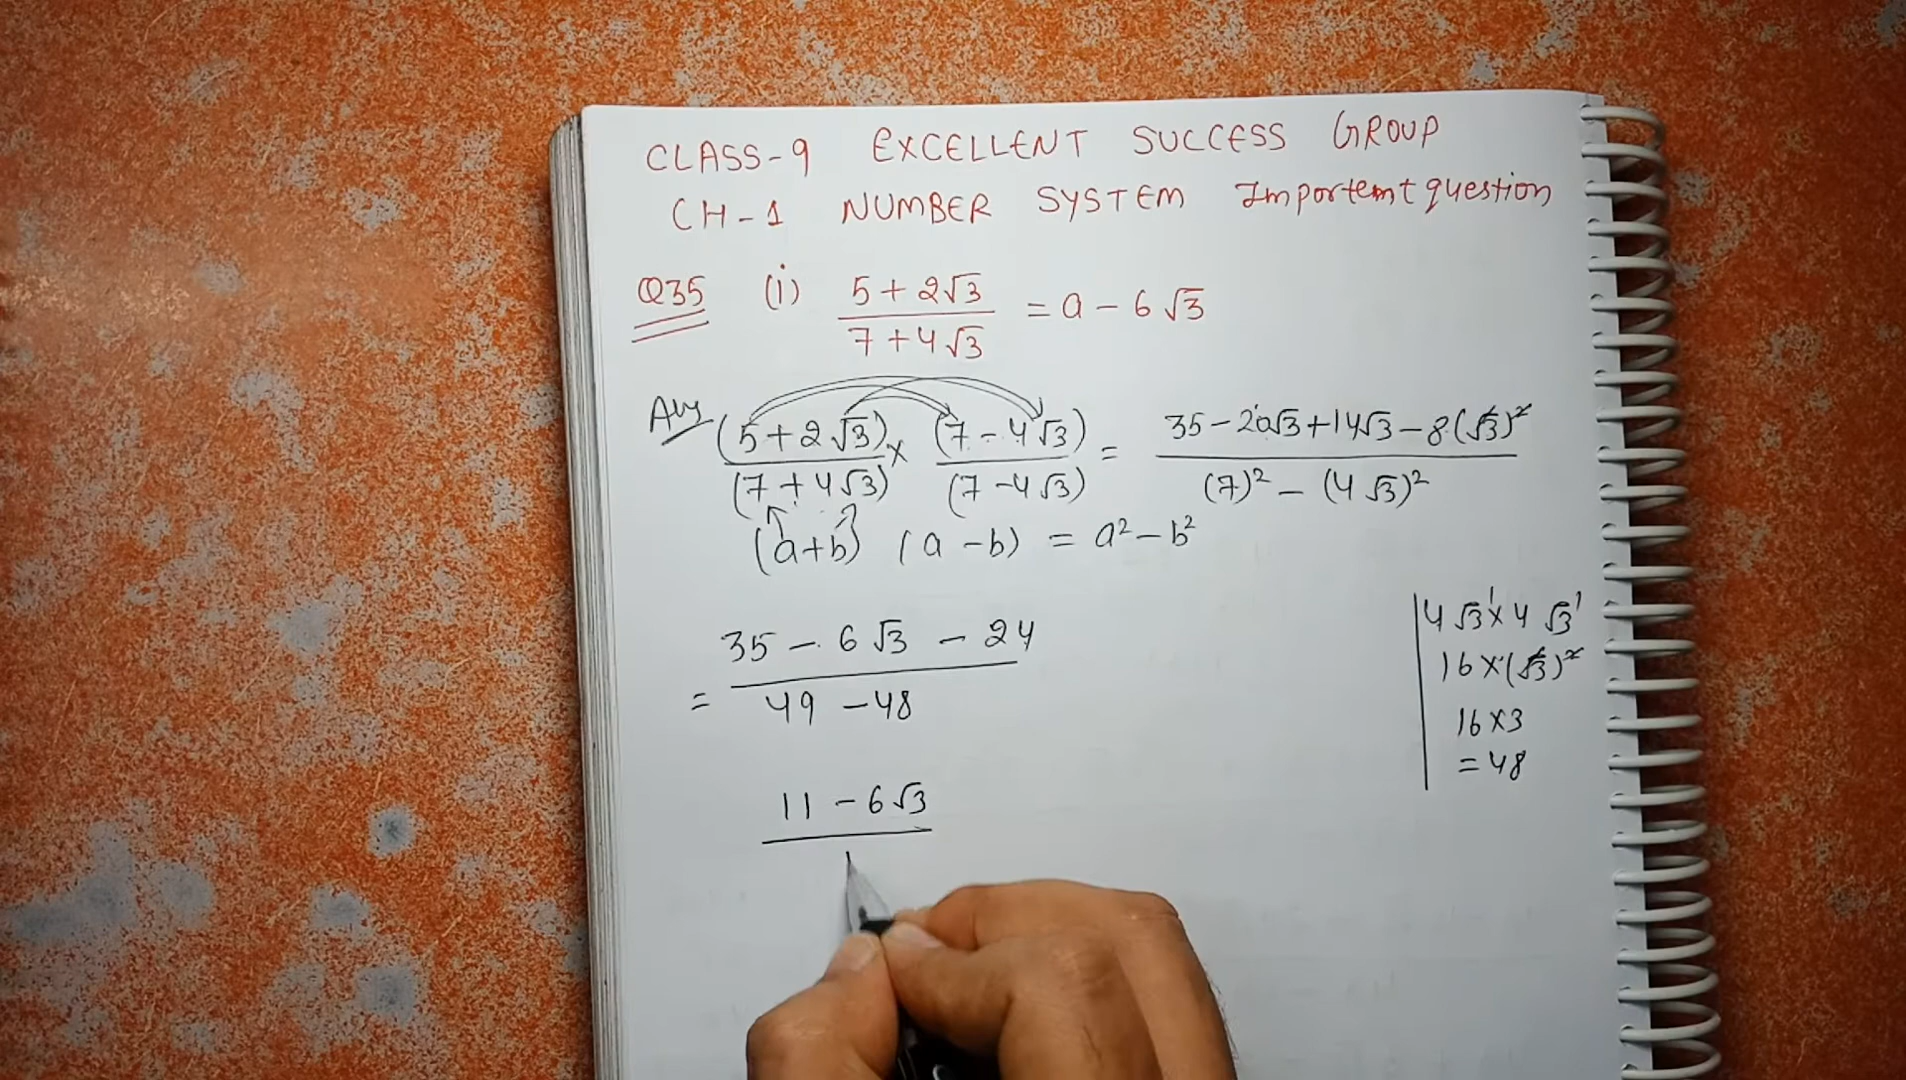 CLASS-9 EXCELLENT SUCCESS GROUP
CH-1 NUMBER SYSTEM Importemt question
Q35 (i) (5+2√3)/(7+4√3) = a - 6√3
Ans (5+2√3)/(7+4√3) × (7-4√3)/(7-4√3) = (35-20√3+14√3-8(√3)²)/((7)²-(4√3)²)
(a+b) (a-b) = a²-b²
= (35-6√3-24)/(49-48)
(11-6√3)/1
4√3×4√3
16×(√3)²
16×3
=48